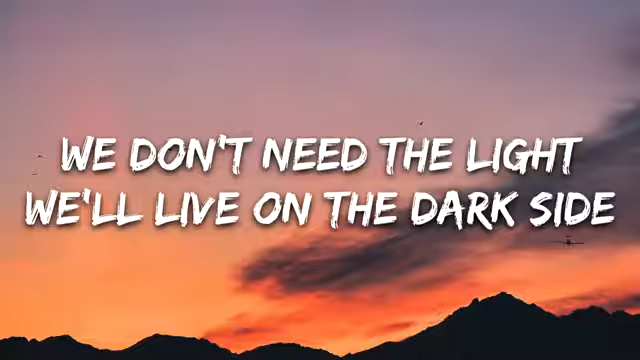 WE DON'T NEED THE LIGHT
WE'LL LIVE ON THE DARK SIDE